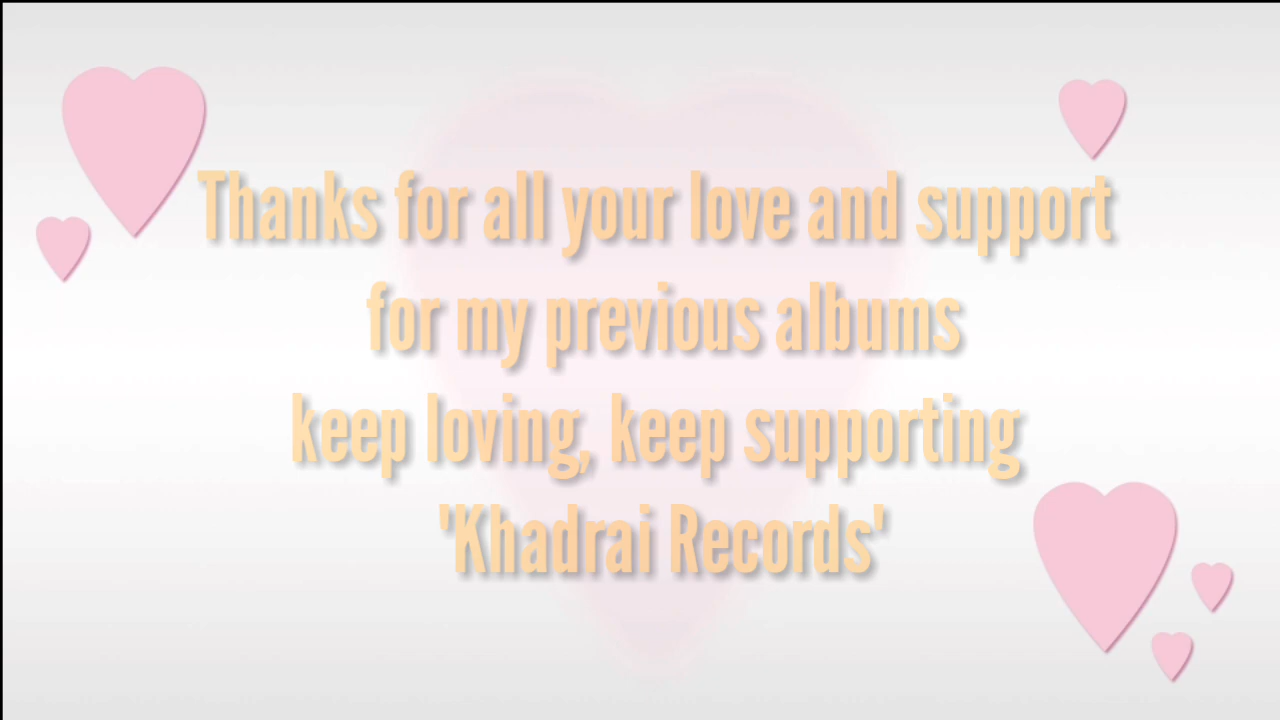 Thanks for all your love and support
for my previous albums
keep loving, keep supporting
'Khadrai Records'